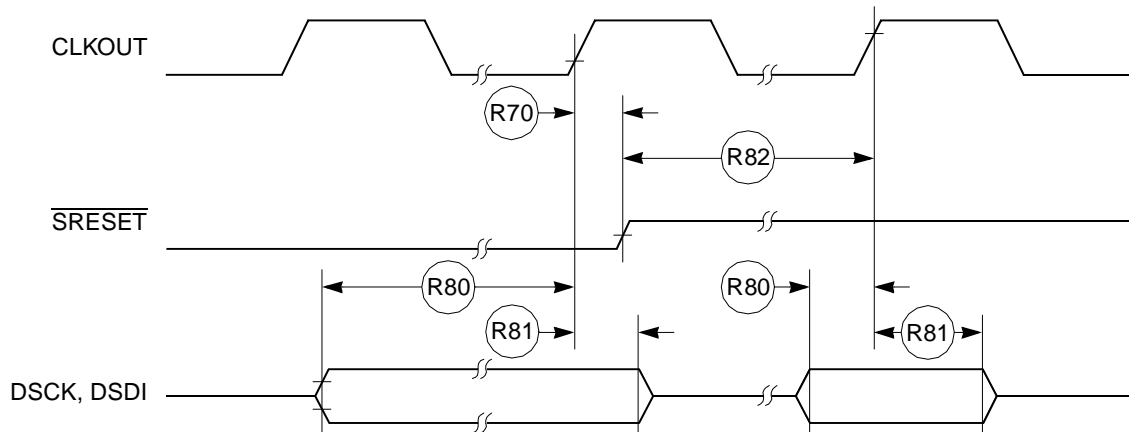 CLKOUT
R70
R82
SRESET
R80
R80
R81
R81
DSCK, DSDI